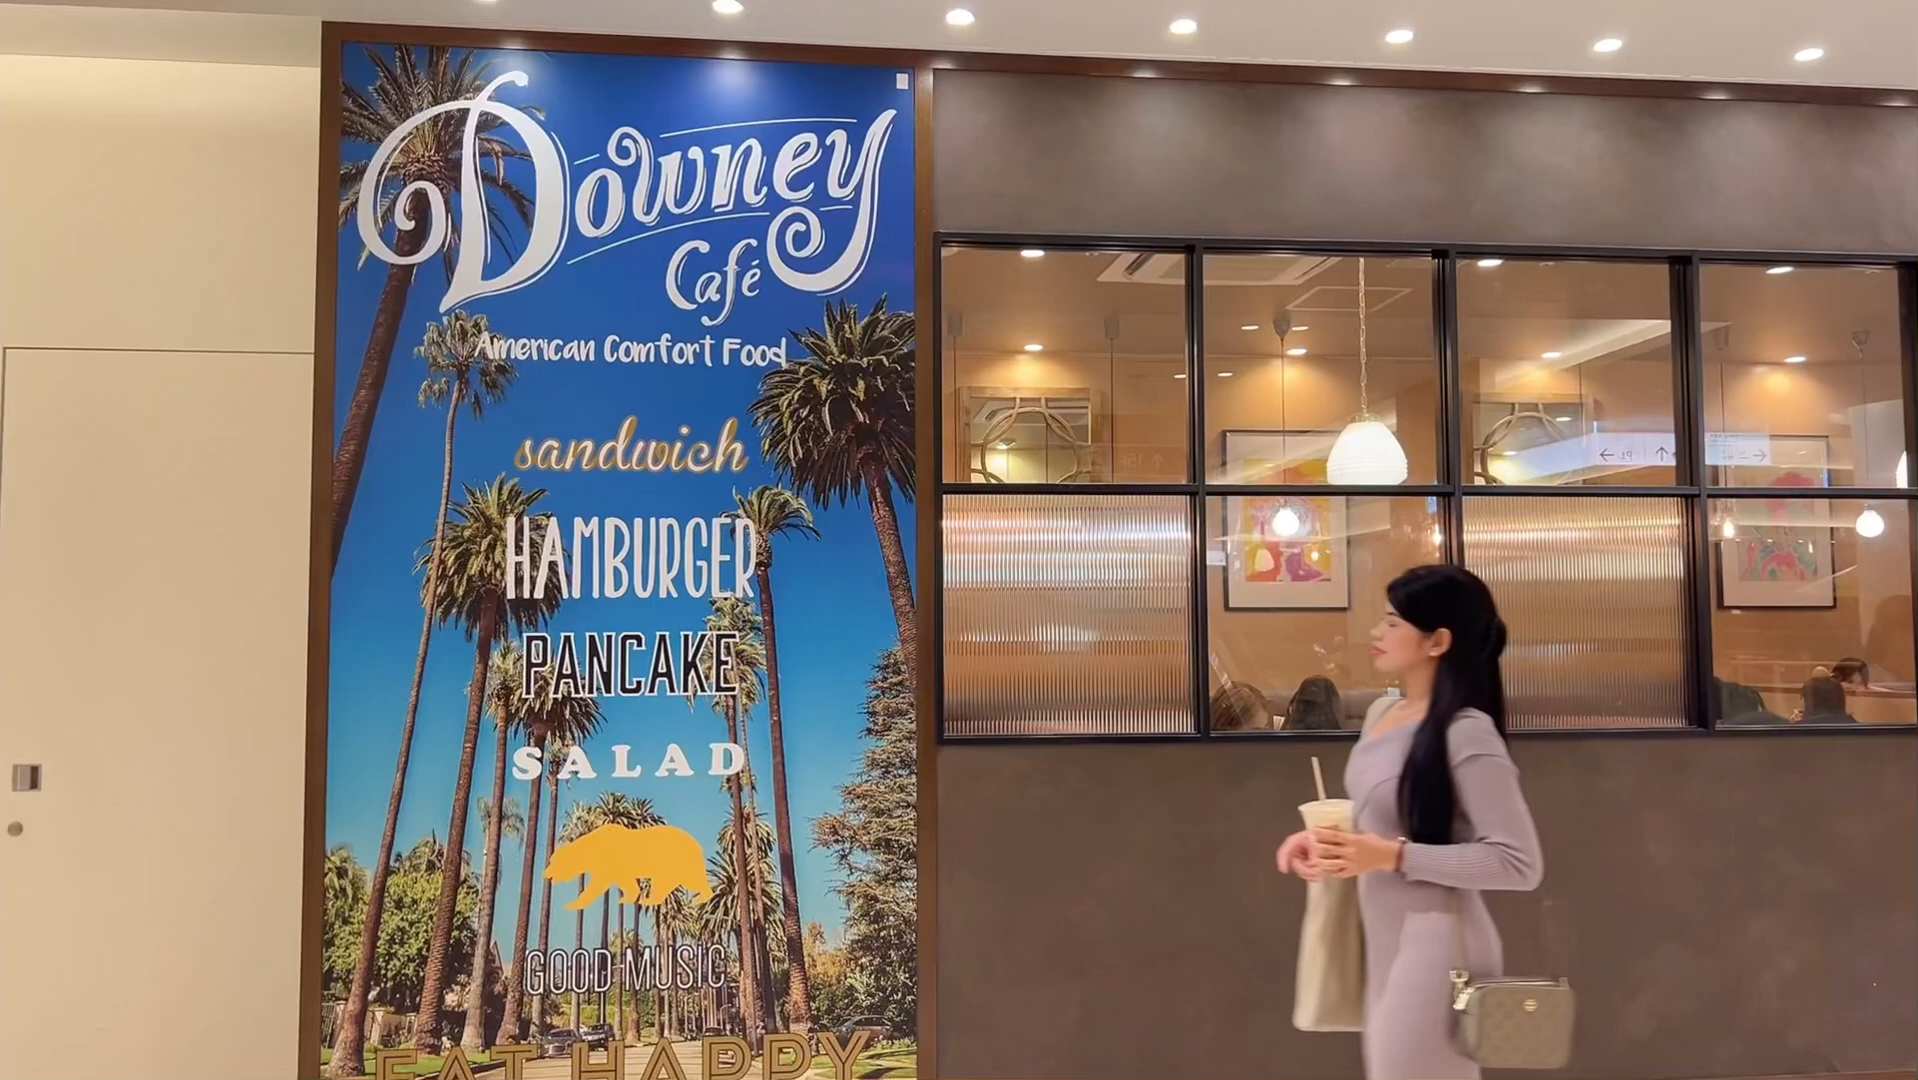 Downey
Café
American Comfort Food
sandwich
HAMBURGER
PANCAKE
SALAD
GOOD MUSIC
EAT HAPPY